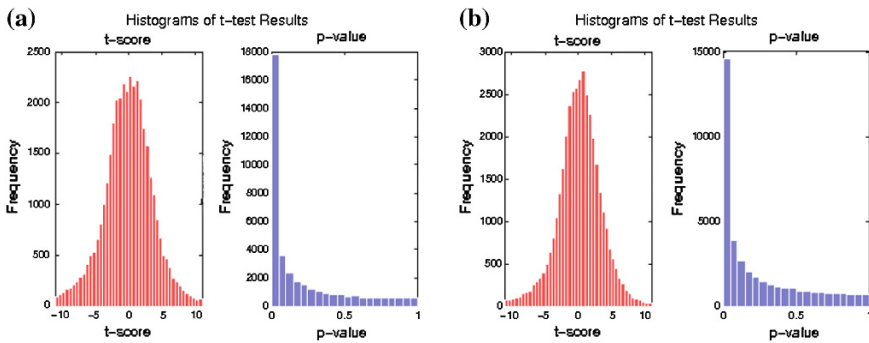 (a)
Histograms of t-test Results
t-score
p-value
Frequency
2500
2000
1500
1000
500
0
-10
-5
0
5
10
t-score
Frequency
18000
16000
14000
12000
10000
8000
6000
4000
2000
0
0
0.5
1
p-value
(b)
Histograms of t-test Results
t-score
p-value
Frequency
3000
2500
2000
1500
1000
500
0
-10
-5
0
5
10
t-score
Frequency
15000
10000
5000
0
0
0.5
1
p-value